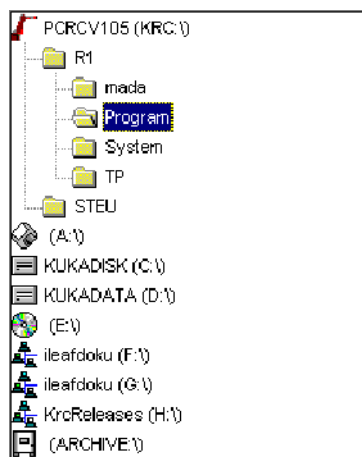 PCRCV105 (KRC:\)
R1
mada
Program
System
TP
STEU
(A:\)
KUKADISK (C:\)
KUKADATA (D:\)
(E:\)
ileafdoku (F:\)
ileafdoku (G:\)
KrcReleases (H:\)
(ARCHIVE:\)